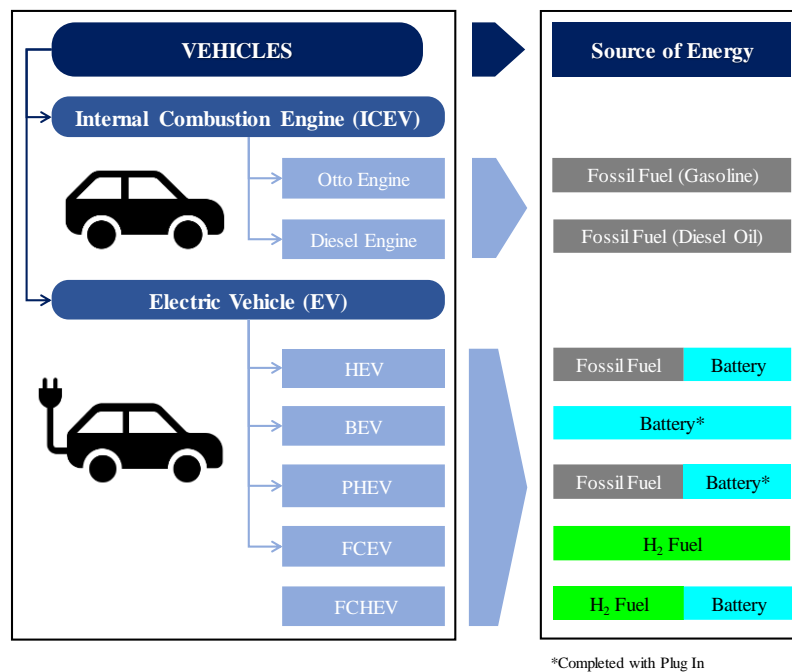 VEHICLES
Source of Energy
Internal Combustion Engine (ICEV)
Otto Engine
Fossil Fuel (Gasoline)
Diesel Engine
Fossil Fuel (Diesel Oil)
Electric Vehicle (EV)
HEV
Fossil Fuel
Battery
BEV
Battery*
PHEV
Fossil Fuel
Battery*
FCEV
H₂ Fuel
FCHEV
H₂ Fuel
Battery
*Completed with Plug In